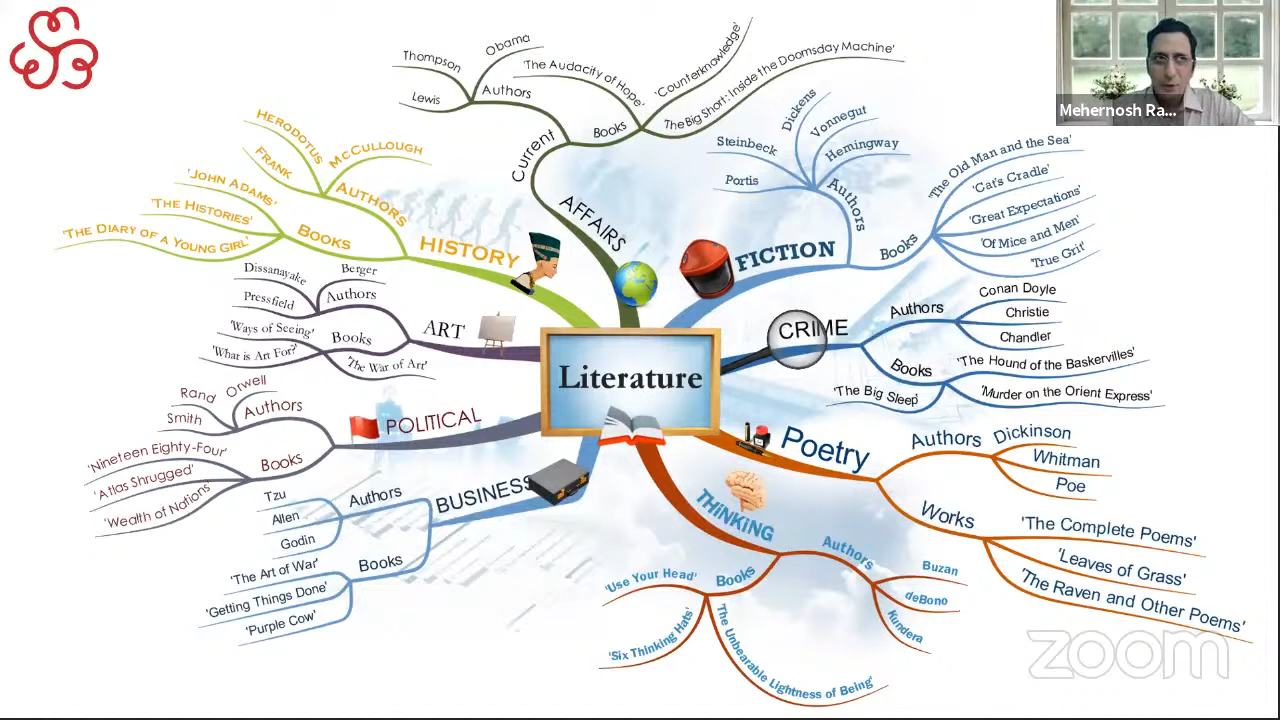 Mehernosh Ra...
Literature
Current
AFFAIRS
Authors
Thompson
Obama
Lewis
Books
'The Audacity of Hope'
'Counterknowledge'
'The Big Short: Inside the Doomsday Machine'
FICTION
Authors
Steinbeck
Dickens
Vonnegut
Hemingway
Portis
Books
'The Old Man and the Sea'
'Cat's Cradle'
'Great Expectations'
'Of Mice and Men'
'True Grit'
CRIME
Authors
Conan Doyle
Christie
Chandler
Books
'The Hound of the Baskervilles'
'Murder on the Orient Express'
'The Big Sleep'
Poetry
Authors
Dickinson
Whitman
Poe
Works
'The Complete Poems'
'Leaves of Grass'
'The Raven and Other Poems'
THiNKiNG
Authors
Buzan
deBono
Kundera
Books
'Use Your Head'
'Six Thinking Hats'
'The Unbearable Lightness of Being'
BUSINESS
Authors
Tzu
Allen
Godin
Books
'The Art of War'
'Getting Things Done'
'Purple Cow'
POLITICAL
Authors
Rand
Orwell
Smith
Books
'Nineteen Eighty-Four'
'Atlas Shrugged'
'Wealth of Nations'
ART
Authors
Dissanayake
Berger
Pressfield
Books
'Ways of Seeing'
'What is Art For?'
'The War of Art'
HISTORY
AUTHORS
HERODOTUS
FRANK
MCCULLOUGH
BOOKS
'JOHN ADAMS'
'THE HISTORIES'
'THE DIARY OF A YOUNG GIRL'
zoom